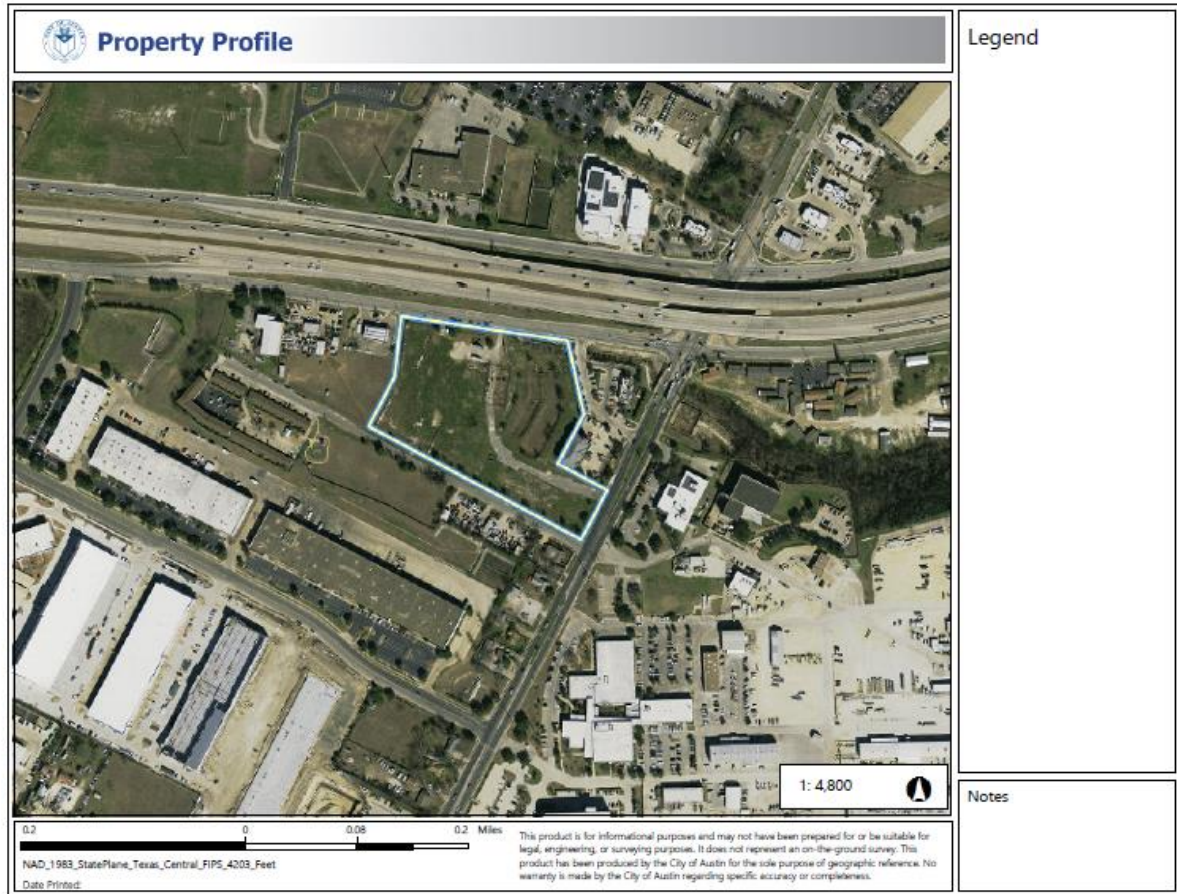 Property Profile
Legend
1: 4,800
Notes
0.2 0 0.08 0.2 Miles
NAD_1983_StatePlane_Texas_Central_FIPS_4203_Feet
Date Printed:
This product is for informational purposes and may not have been prepared for or be suitable for
legal, engineering, or surveying purposes. It does not represent an on-the-ground survey. This
product has been produced by the City of Austin for the sole purpose of geographic reference. No
warranty is made by the City of Austin regarding specific accuracy or completeness.